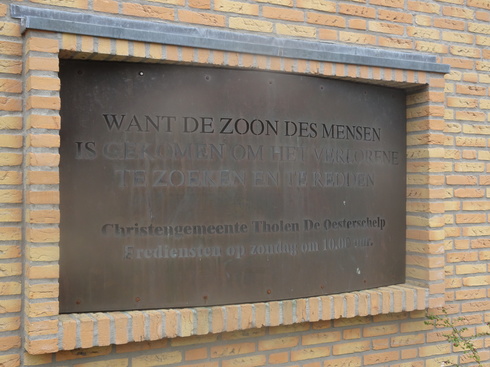 WANT DE ZOON DES MENSEN
IS GEKOMEN OM HET VERLORENE
TE ZOEKEN EN TE REDDEN
Christengemeente Tholen De Oesterschelp
Erediensten op zondag om 10.00 uur.